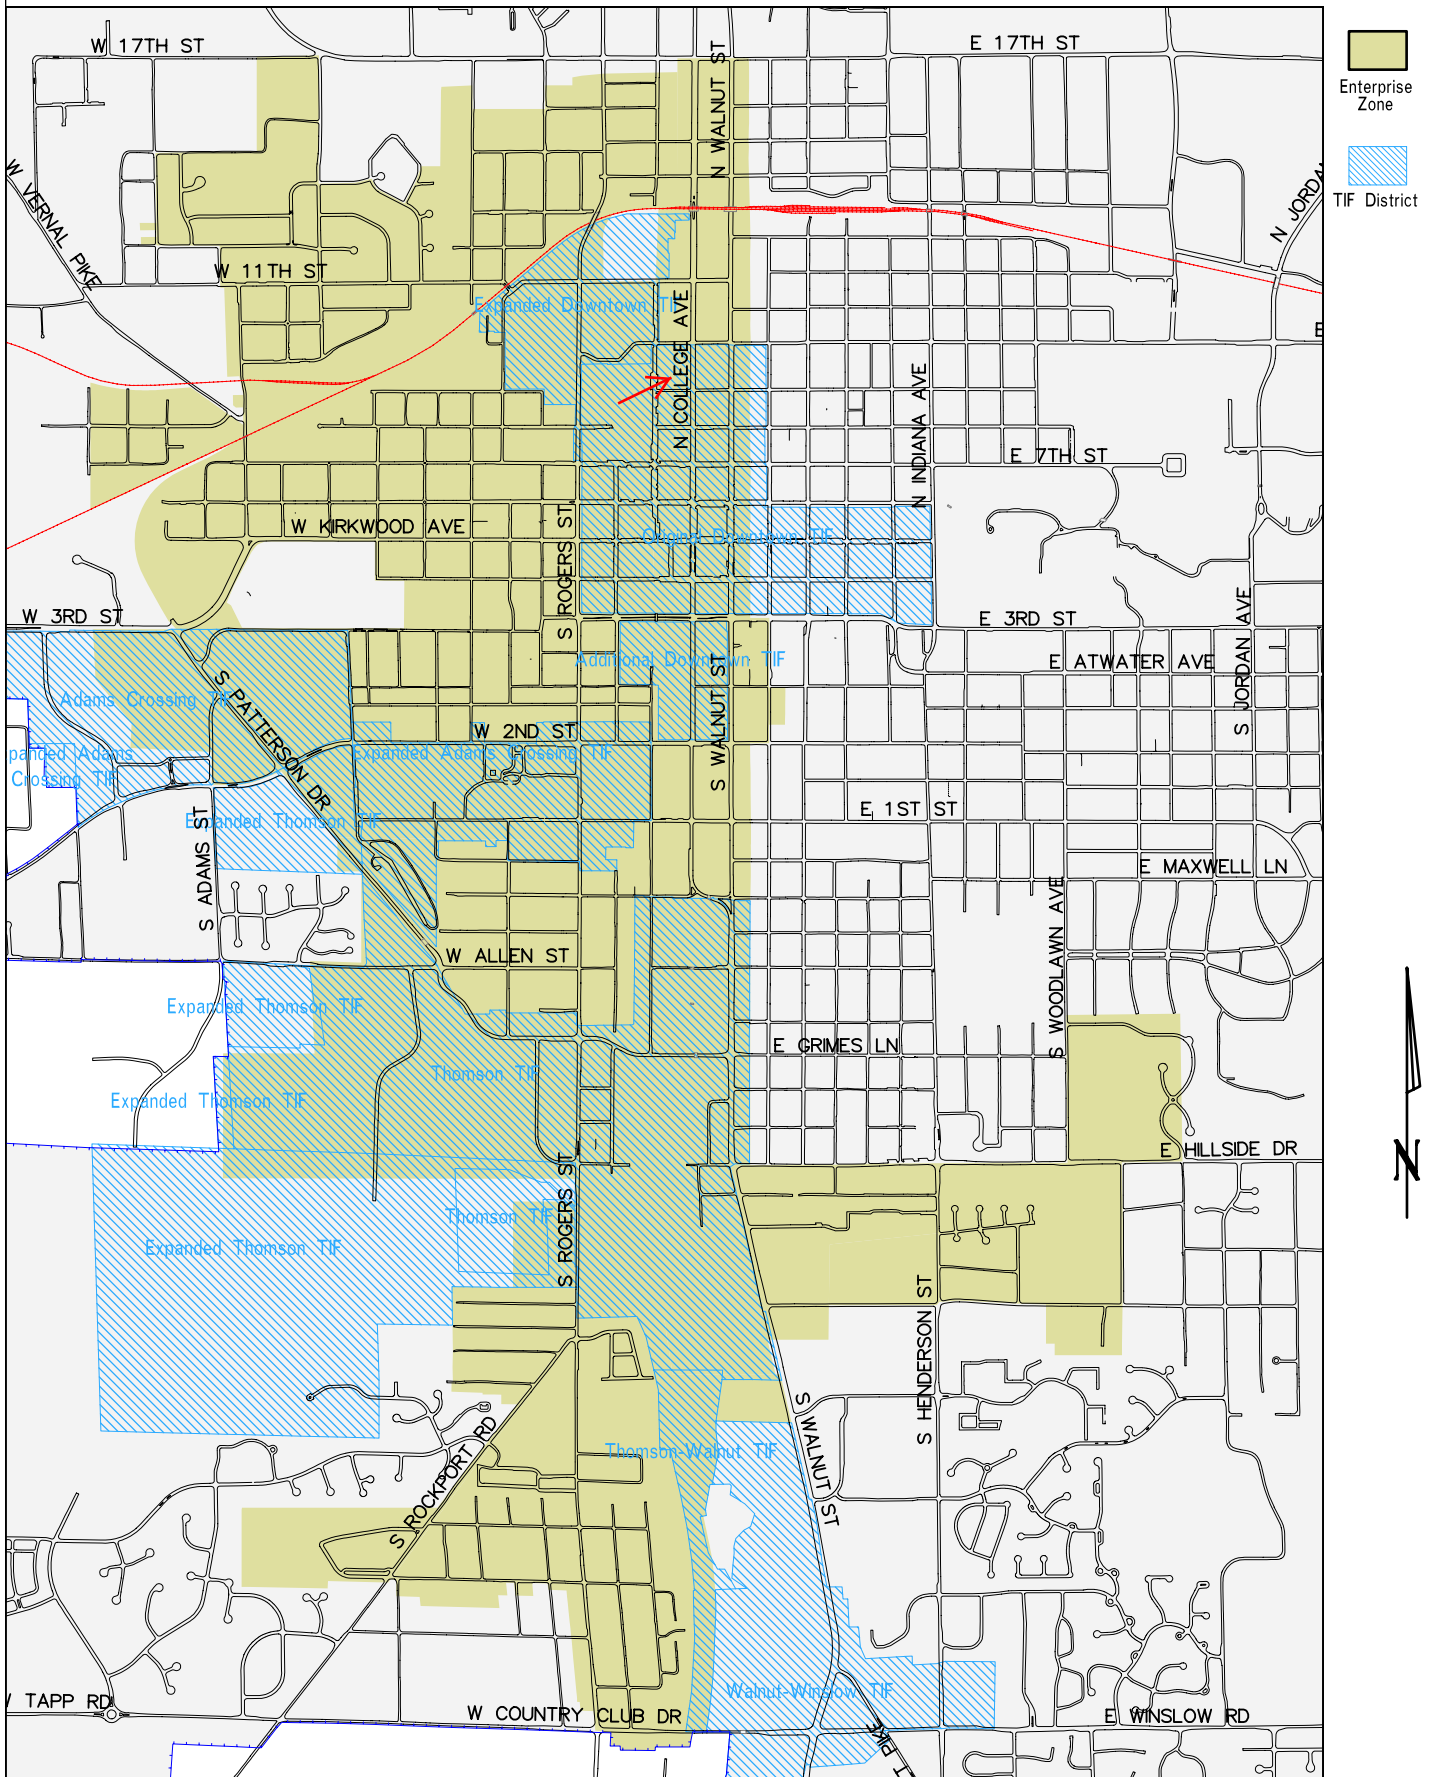 W 17TH ST
E 17TH ST
Enterprise
Zone
N WALNUT ST
TIF District
W VERNAL PIKE
N JORDA
W 11TH ST
Expanded Downtown TIF
N COLLEGE AVE
E
N INDIANA AVE
E 7TH ST
W KIRKWOOD AVE
S ROGERS ST
Original Downtown TIF
W 3RD ST
E 3RD ST
S JORDAN AVE
Additional Downtown TIF
E ATWATER AVE
S WALNUT ST
S PATTERSON DR
Adams Crossing TIF
W 2ND ST
panded Adams
Crossing TIF
Expanded Adams Crossing TIF
E 1ST ST
Expanded Thomson TIF
S ADAMS ST
E MAXWELL LN
S WOODLAWN AVE
W ALLEN ST
Expanded Thomson TIF
E GRIMES LN
Thomson TIF
Expanded Thomson TIF
E HILLSIDE DR
N
S ROGERS ST
Thomson TIF
Expanded Thomson TIF
S HENDERSON ST
S WALNUT ST
Thomson-Walnut TIF
S ROCKPORT RD
Walnut-Winslow TIF
TAPP RD
W COUNTRY CLUB DR
E WINSLOW RD
T PIKE